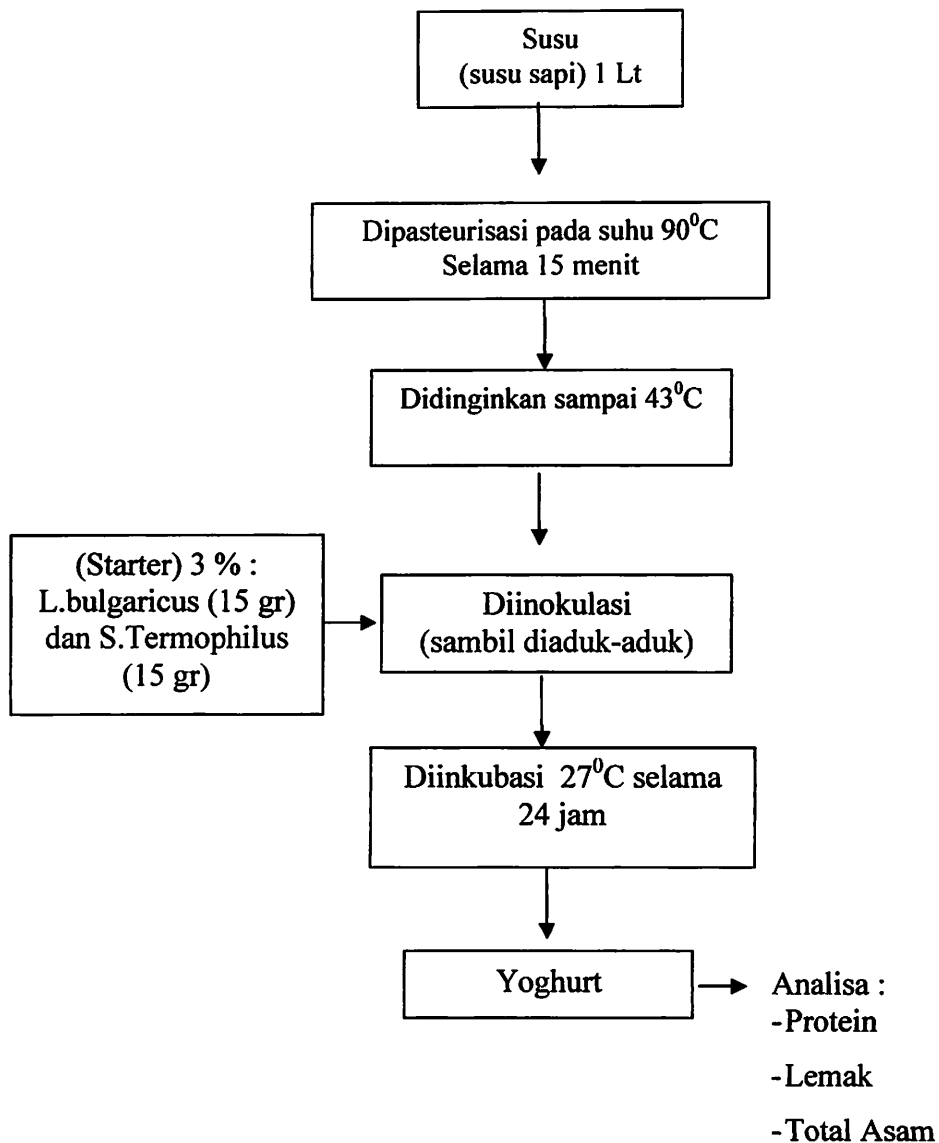 Susu
(susu sapi) 1 Lt
Dipasteurisasi pada suhu 90⁰C
Selama 15 menit
Didinginkan sampai 43⁰C
(Starter) 3 % :
L.bulgaricus (15 gr)
dan S.Termophilus
(15 gr)
Diinokulasi
(sambil diaduk-aduk)
Diinkubasi 27⁰C selama
24 jam
Yoghurt
Analisa :
-Protein
-Lemak
-Total Asam